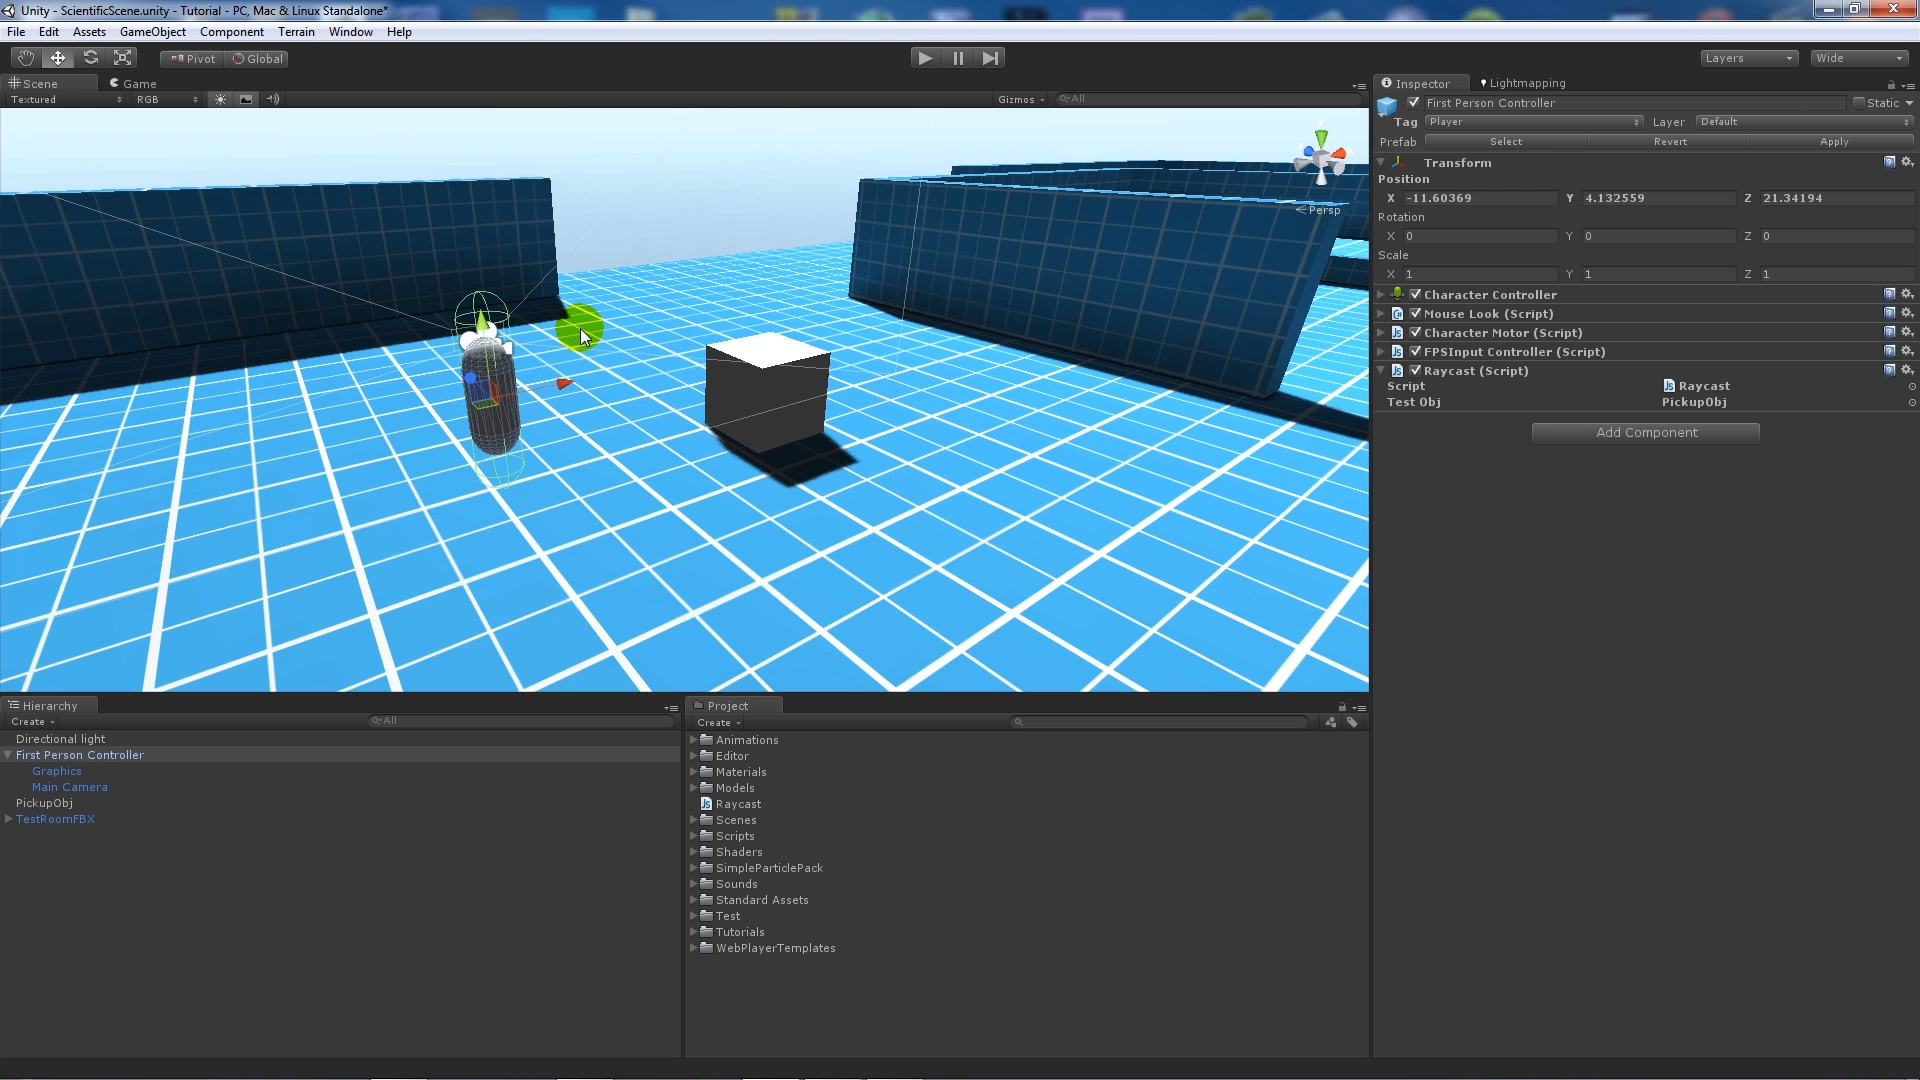 Unity - ScientificScene.unity - Tutorial - PC, Mac & Linux Standalone*
File Edit Assets GameObject Component Terrain Window Help
Pivot Global Layers Wide
Scene Game
Textured RGB Gizmos All
Persp
Inspector Lightmapping
First Person Controller Static
Tag Player Layer Default
Prefab Select Revert Apply
Transform
Position
X -11.60369 Y 4.132559 Z 21.34194
Rotation
X 0 Y 0 Z 0
Scale
X 1 Y 1 Z 1
Character Controller
Mouse Look (Script)
Character Motor (Script)
FPSInput Controller (Script)
Raycast (Script)
Script Raycast
Test Obj PickupObj
Add Component
Hierarchy
Create All
Directional light
First Person Controller
Graphics
Main Camera
PickupObj
TestRoomFBX
Project
Create
Animations
Editor
Materials
Models
Raycast
Scenes
Scripts
Shaders
SimpleParticlePack
Sounds
Standard Assets
Test
Tutorials
WebPlayerTemplates